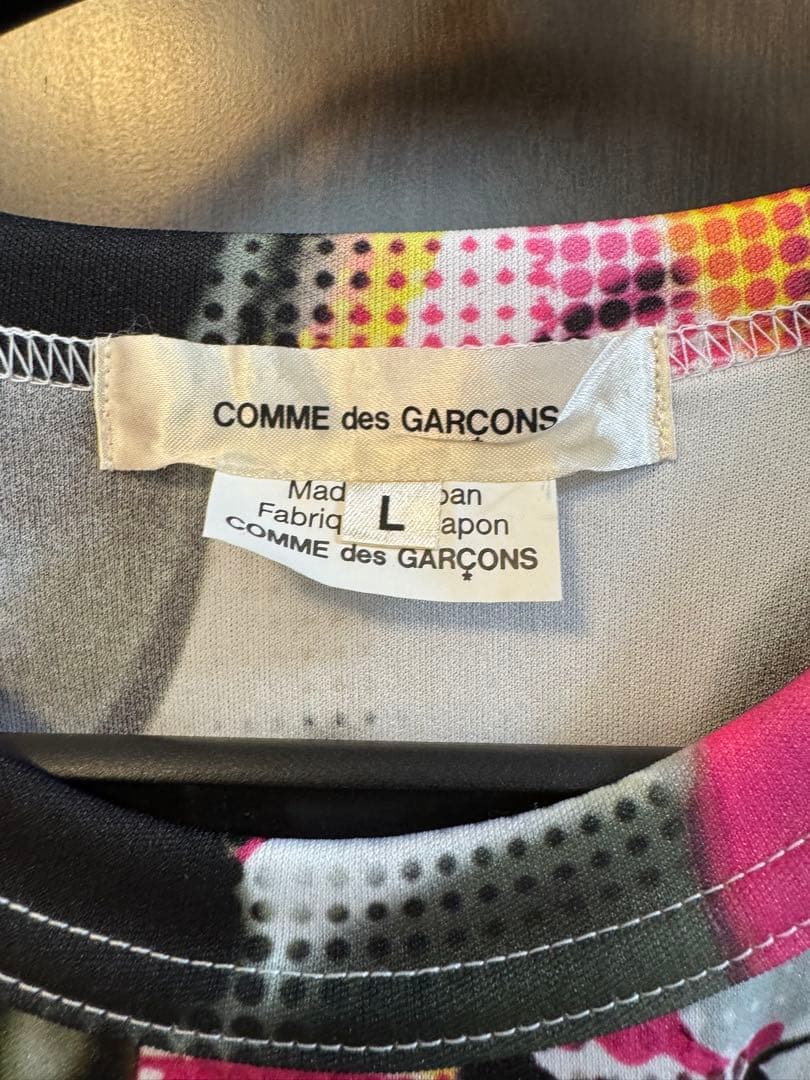 COMME des GARÇONS
Mad pan
L
Fabriq apon
COMME des GARÇONS